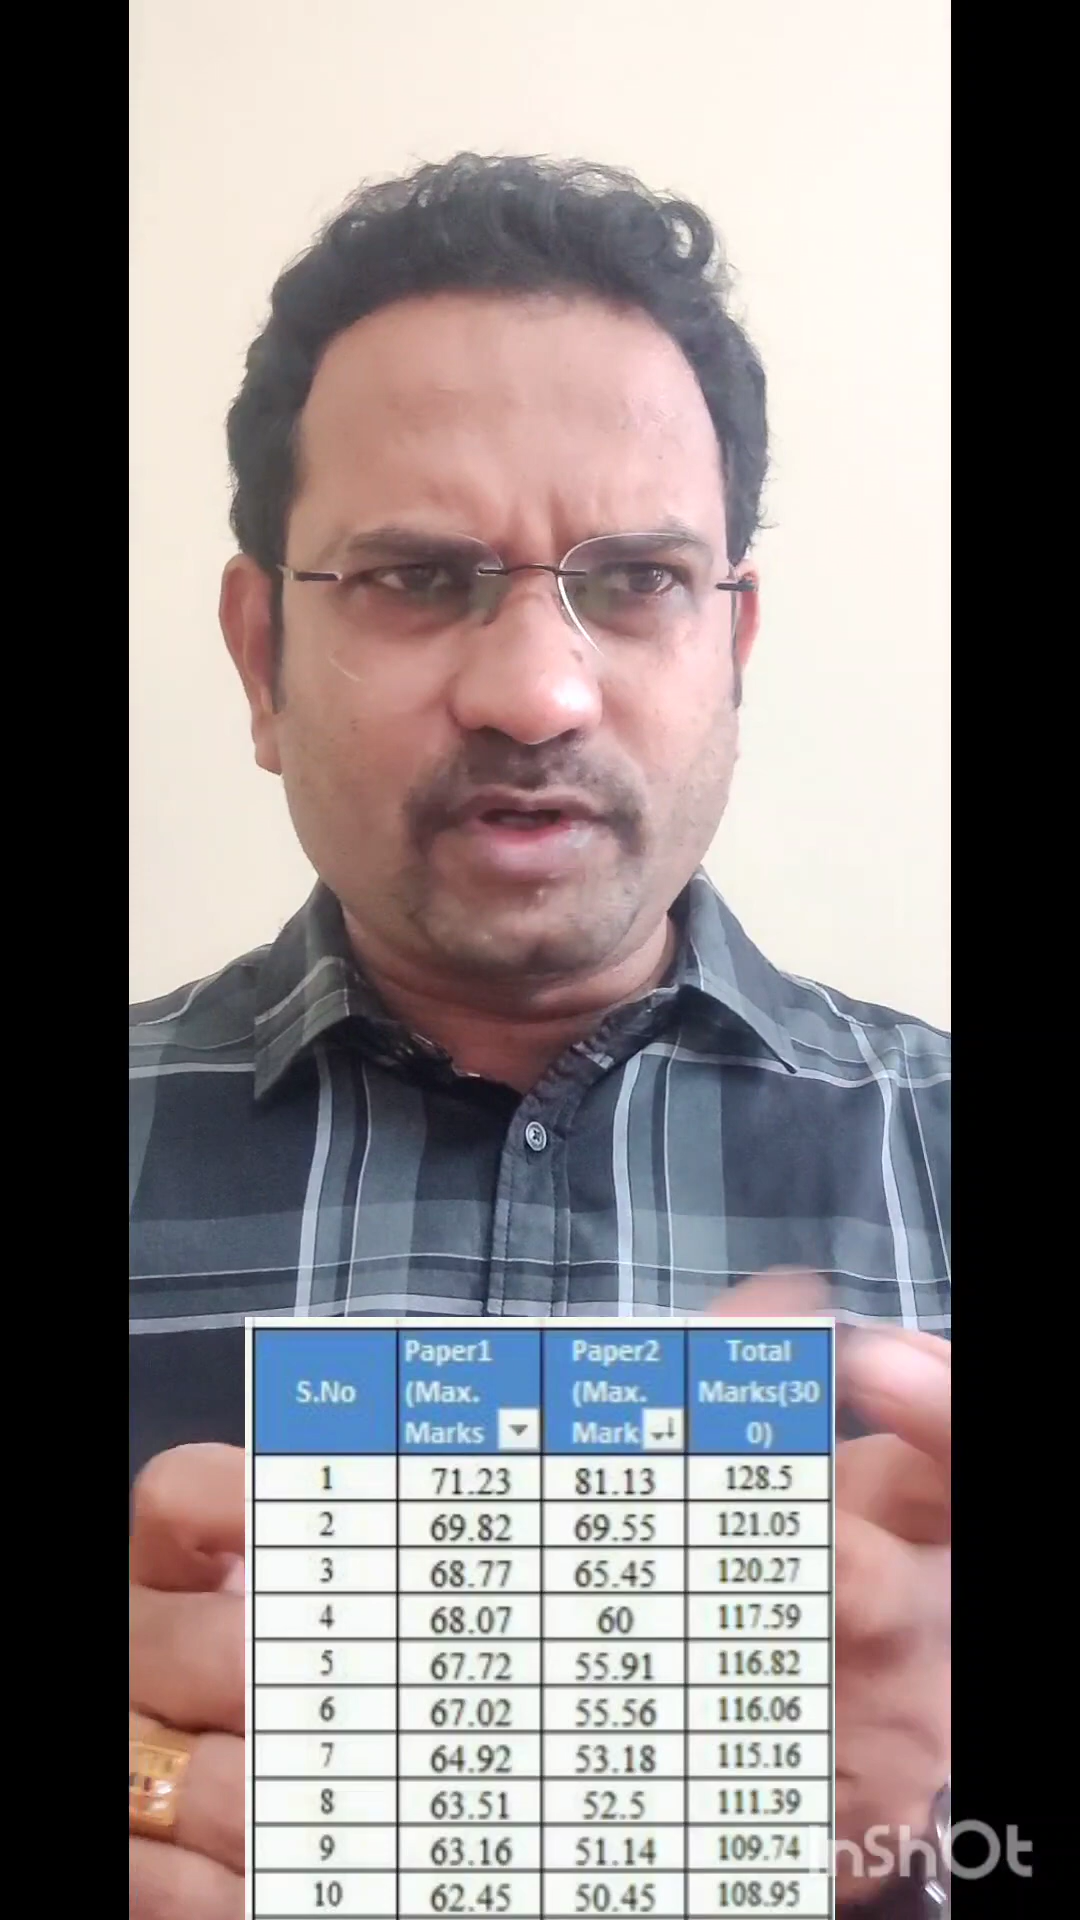 S.No Paper1 (Max. Marks Paper2 (Max. Mark Total Marks(300)
1 71.23 81.13 128.5
2 69.82 69.55 121.05
3 68.77 65.45 120.27
4 68.07 60 117.59
5 67.72 55.91 116.82
6 67.02 55.56 116.06
7 64.92 53.18 115.16
8 63.51 52.5 111.39
9 63.16 51.14 109.74
10 62.45 50.45 108.95
InShOt